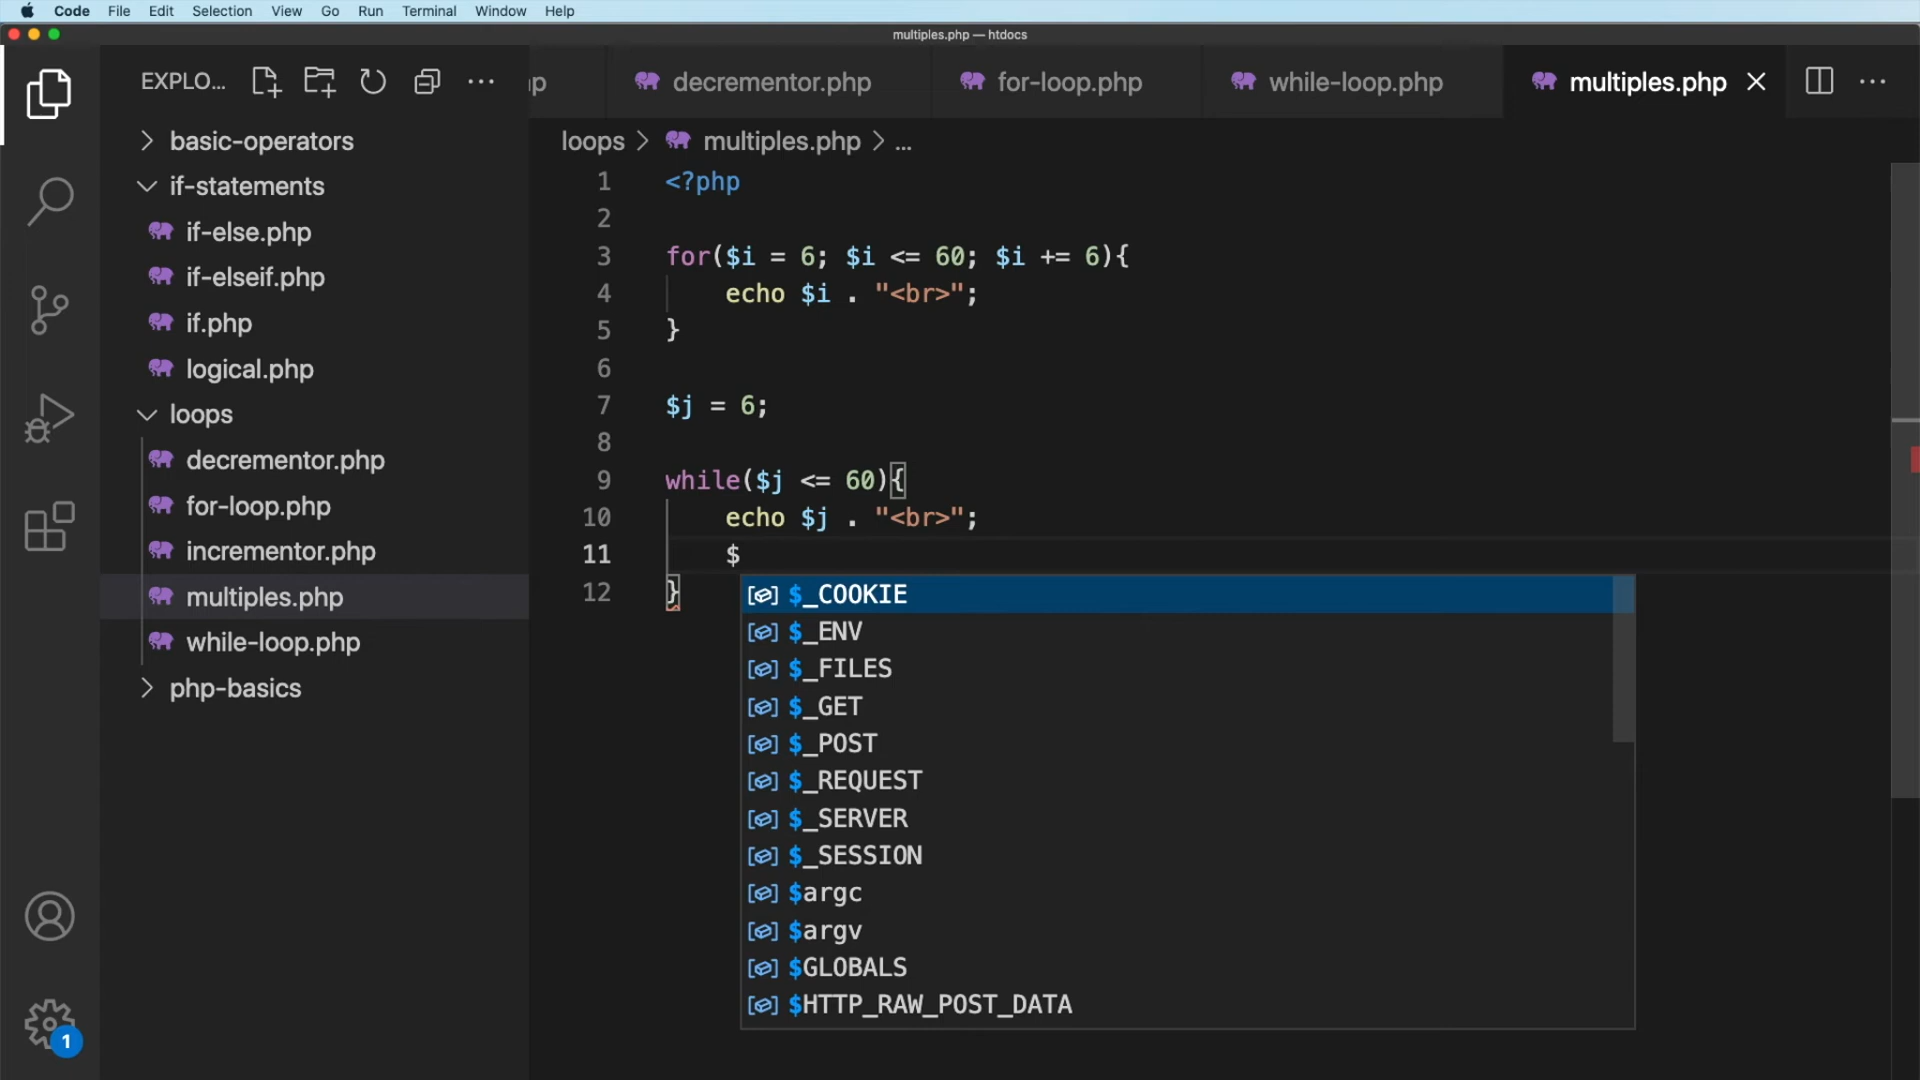 Code File Edit Selection View Go Run Terminal Window Help
multiples.php — htdocs
EXPLO...
p decrementor.php for-loop.php while-loop.php multiples.php
basic-operators
if-statements
if-else.php
if-elseif.php
if.php
logical.php
loops
decrementor.php
for-loop.php
incrementor.php
multiples.php
while-loop.php
php-basics
1
loops > multiples.php > ...
1 <?php
2
3 for($i = 6; $i <= 60; $i += 6){
4 echo $i . "<br>";
5 }
6
7 $j = 6;
8
9 while($j <= 60){
10 echo $j . "<br>";
11 $
12 }
$_COOKIE
$_ENV
$_FILES
$_GET
$_POST
$_REQUEST
$_SERVER
$_SESSION
$argc
$argv
$GLOBALS
$HTTP_RAW_POST_DATA